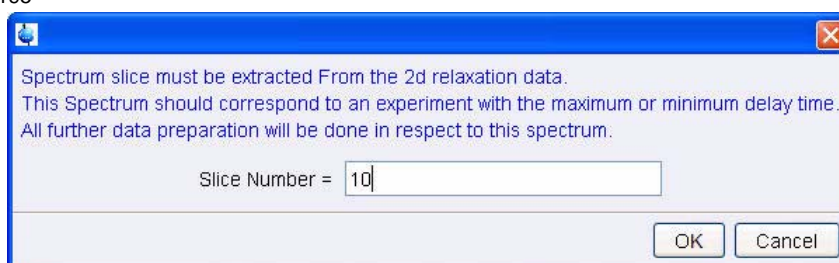 Spectrum slice must be extracted From the 2d relaxation data.
This Spectrum should correspond to an experiment with the maximum or minimum delay time.
All further data preparation will be done in respect to this spectrum.
Slice Number = 10
OK Cancel